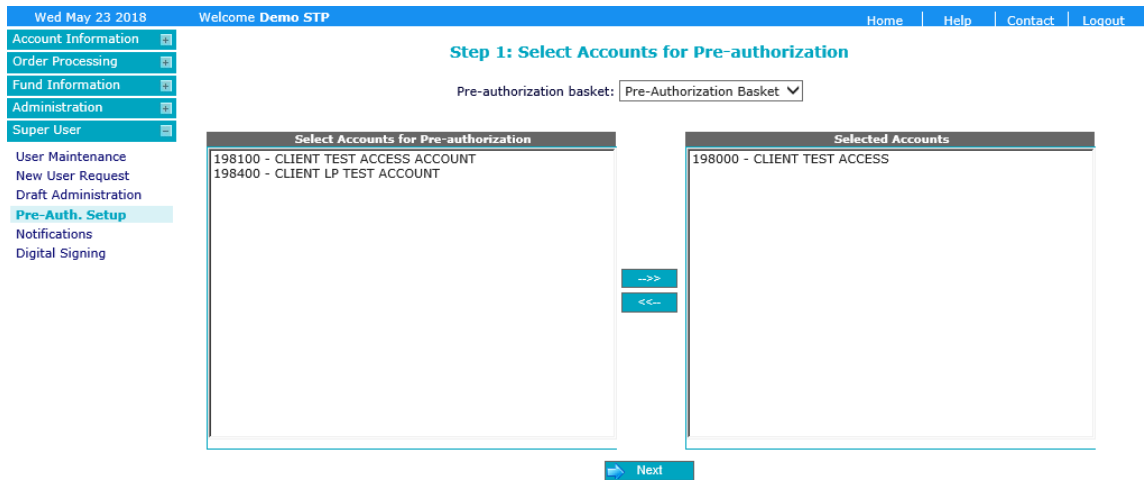 Wed May 23 2018
Welcome Demo STP
Home Help Contact Logout
Account Information
Order Processing
Fund Information
Administration
Super User
User Maintenance
New User Request
Draft Administration
Pre-Auth. Setup
Notifications
Digital Signing
Step 1: Select Accounts for Pre-authorization
Pre-authorization basket: Pre-Authorization Basket
Select Accounts for Pre-authorization
198100 - CLIENT TEST ACCESS ACCOUNT
198400 - CLIENT LP TEST ACCOUNT
-->>
<<--
Selected Accounts
198000 - CLIENT TEST ACCESS
Next